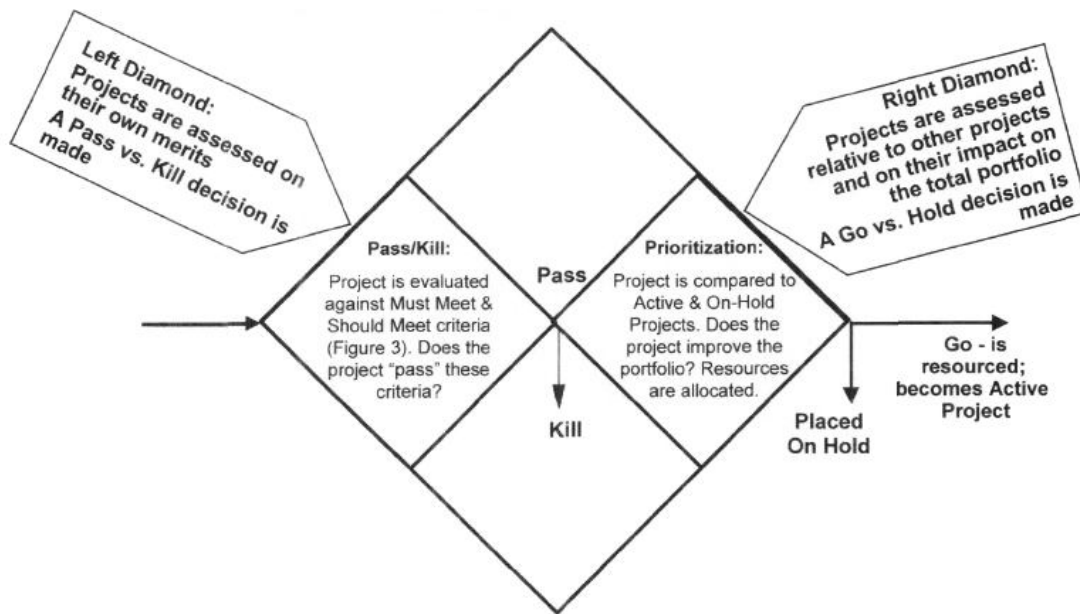 Left Diamond:
Projects are assessed on
their own merits
A Pass vs. Kill decision is
made
Right Diamond:
Projects are assessed
relative to other projects
and on their impact on
the total portfolio
A Go vs. Hold decision is
made
Pass/Kill:
Project is evaluated
against Must Meet &
Should Meet criteria
(Figure 3). Does the
project “pass” these
criteria?
Pass
Kill
Prioritization:
Project is compared to
Active & On-Hold
Projects. Does the
project improve the
portfolio? Resources
are allocated.
Placed
On Hold
Go - is
resourced;
becomes Active
Project